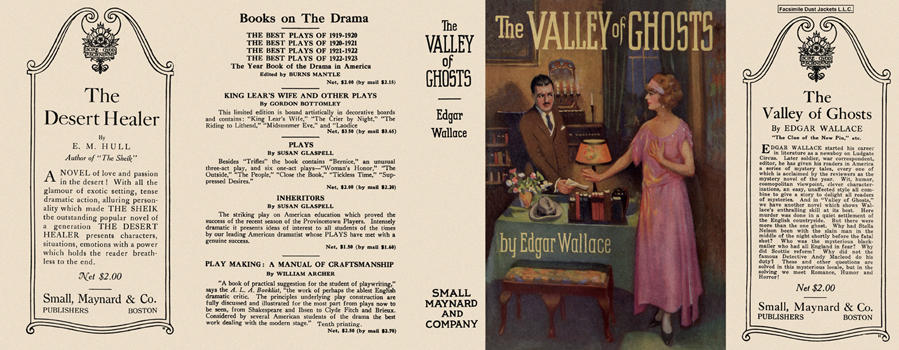 The
Desert Healer
By
E. M. HULL
Author of "The Sheik"
A NOVEL of love and passion
in the desert! With all the
glamour of exotic setting, tense
dramatic action, alluring person-
ality which made THE SHEIK
the outstanding popular novel of
a generation THE DESERT
HEALER presents characters,
situations, emotions with a power
which holds the reader breath-
less to the end.
Net $2.00
Small, Maynard & Co.
PUBLISHERS BOSTON
Books on The Drama
THE BEST PLAYS OF 1919-1920
THE BEST PLAYS OF 1920-1921
THE BEST PLAYS OF 1921-1922
THE BEST PLAYS OF 1922-1923
The Year Book of the Drama in America
Edited by BURNS MANTLE
Net, $2.00 (by mail $2.15)
KING LEAR'S WIFE AND OTHER PLAYS
By GORDON BOTTOMLEY
This limited edition is bound artistically in decorative boards
and contains: "King Lear's Wife," "The Crier by Night," "The
Riding to Lithend," "Midsummer Eve," and "Laodice
Net, $3.50 (by mail $3.65)
PLAYS
By SUSAN GLASPELL
Besides "Trifles" the book contains "Bernice," an unusual
three-act play, and six one-act plays—"Woman's Honor," "The
Outside," "The People," "Close the Book," "Tickless Time," "Sup-
pressed Desires."
Net, $2.00 (by mail $2.20)
INHERITORS
By SUSAN GLASPELL
The striking play on American education which proved the
success of the recent season of the Provincetown Players. Intensely
dramatic it presents ideas of interest to all students of the times
by our leading American dramatist whose PLAYS have met with a
genuine success.
Net, $1.50 (by mail $1.60)
PLAY MAKING: A MANUAL OF CRAFTSMANSHIP
By WILLIAM ARCHER
"A book of practical suggestion for the student of playwriting,"
says the A. L. A. Booklist, "the work of perhaps the ablest English
dramatic critic. The principles underlying play construction are
fully discussed and illustrated for the most part from plays now to
be seen, from Shakespeare and Ibsen to Clyde Fitch and Brieux.
Considered by several American students of the drama the best
work dealing with the modern stage." Tenth printing.
Net, $2.50 (by mail $2.70)
The
VALLEY
of
GHOSTS
Edgar
Wallace
SMALL
MAYNARD
AND
COMPANY
The VALLEY of GHOSTS
by Edgar Wallace
Facsimile Dust Jackets L.L.C.
The
Valley of Ghosts
By EDGAR WALLACE
"The Clue of the New Pin," etc.
EDGAR WALLACE started his career
in literature as a newsboy on Ludgate
Circus. Later soldier, war correspondent,
editor, he has given his readers in America
a series of mystery tales, every one of
which is acclaimed by the reviewers as the
mystery novel of the year. Wit, humor,
cosmopolitan viewpoint, clever character-
izations, an easy, unaffected style all com-
bine to give a story to delight all readers
of mysteries. And in "Valley of Ghosts,"
we have another novel which shows Wal-
lace's enthralling skill at its best. Here
murder was done in a quiet settlement of
the English countryside. But there were
more than the one ghost. Why had Stella
Nelson been with the slain man in the
middle of the night shortly before the fatal
shot? Who was the mysterious black-
mailer who had all England in fear? Why
did Scottie reform? Why did not the
famous Detective Andy Macleod do his
duty? These and other questions are
solved in this mysterious locale, but in the
solving we meet Romance, Humor and
Horror!
Net $2.00
Small, Maynard & Co.
PUBLISHERS BOSTON